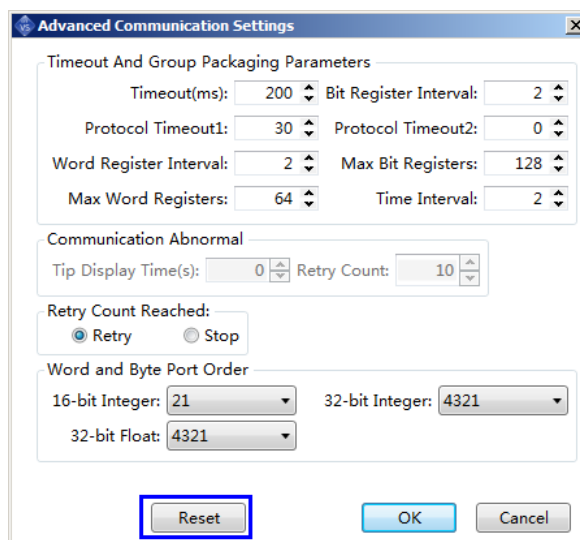 VS Advanced Communication Settings
Timeout And Group Packaging Parameters
Timeout(ms): 200 Bit Register Interval: 2
Protocol Timeout1: 30 Protocol Timeout2: 0
Word Register Interval: 2 Max Bit Registers: 128
Max Word Registers: 64 Time Interval: 2
Communication Abnormal
Tip Display Time(s): 0 Retry Count: 10
Retry Count Reached:
Retry Stop
Word and Byte Port Order
16-bit Integer: 21 32-bit Integer: 4321
32-bit Float: 4321
Reset OK Cancel